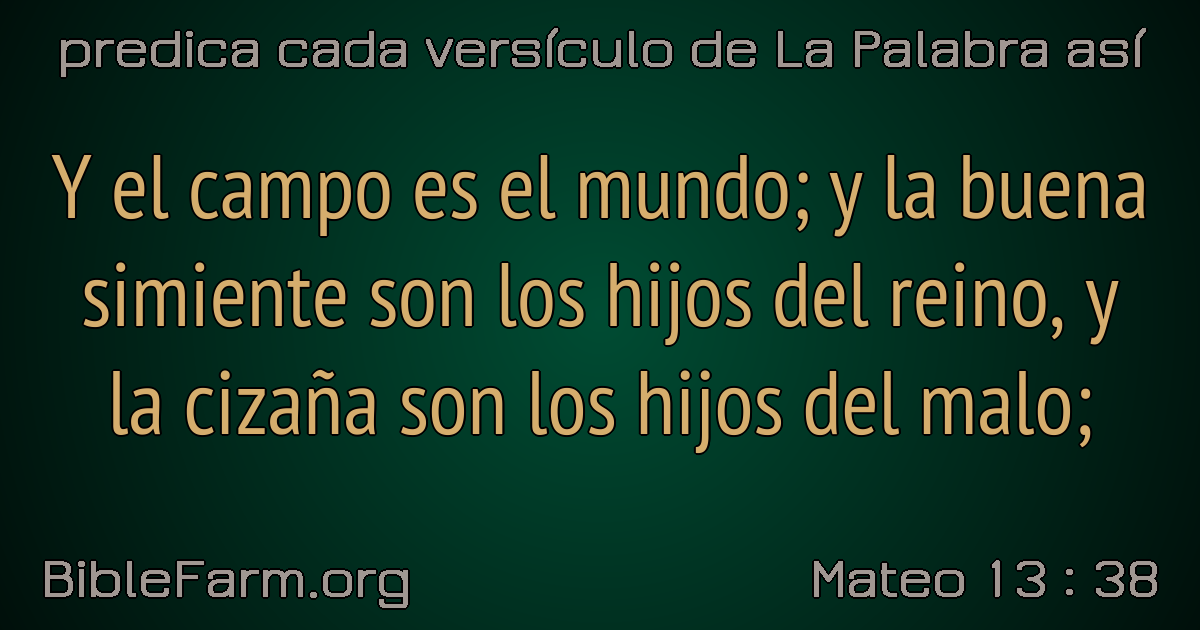 predica cada versículo de La Palabra así
Y el campo es el mundo; y la buena
simiente son los hijos del reino, y
la cizaña son los hijos del malo;
BibleFarm.org
Mateo 13 : 38